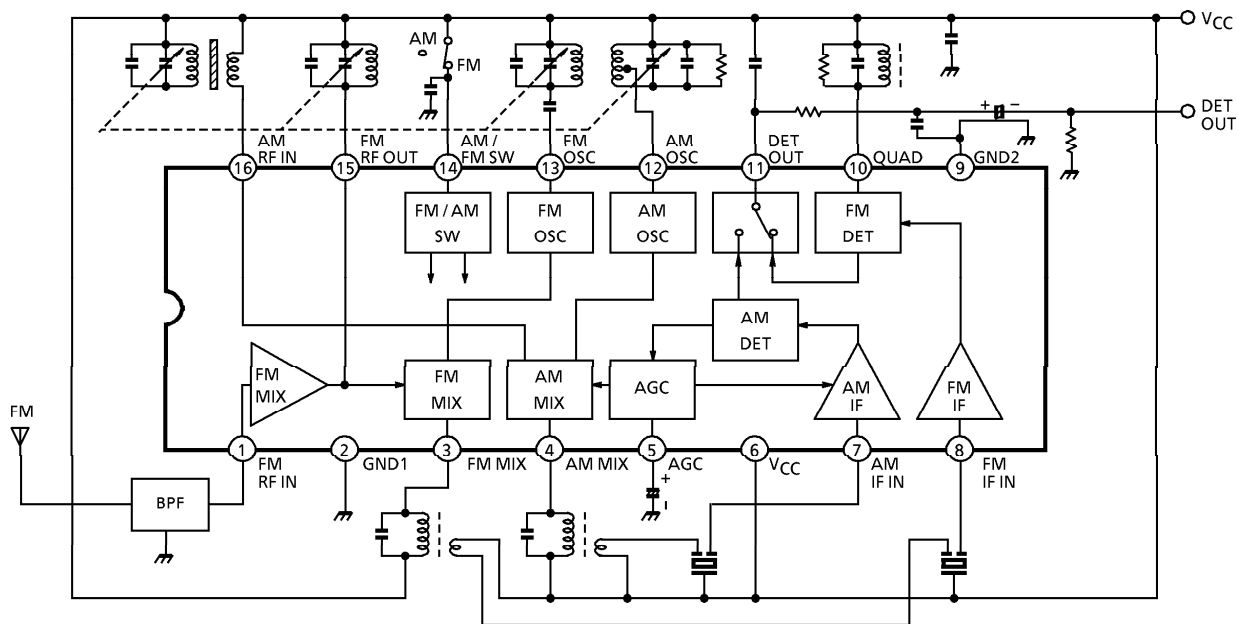 VCC
AM
FM
DET
OUT
+ −
AM
RF IN
FM
RF OUT
AM /
FM SW
FM
OSC
AM
OSC
DET
OUT
QUAD
GND2
16
15
14
13
12
11
10
9
FM / AM
SW
FM
OSC
AM
OSC
FM
DET
AM
DET
FM
MIX
FM
MIX
AM
MIX
AGC
AM
IF
FM
IF
FM
1
2
3
4
5
6
7
8
FM
RF IN
GND1
FM MIX
AM MIX
AGC
VCC
AM
IF IN
FM
IF IN
BPF
+
−